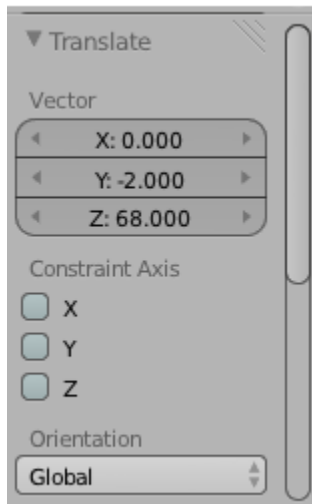 Translate
Vector
X: 0.000
Y: -2.000
Z: 68.000
Constraint Axis
X
Y
Z
Orientation
Global